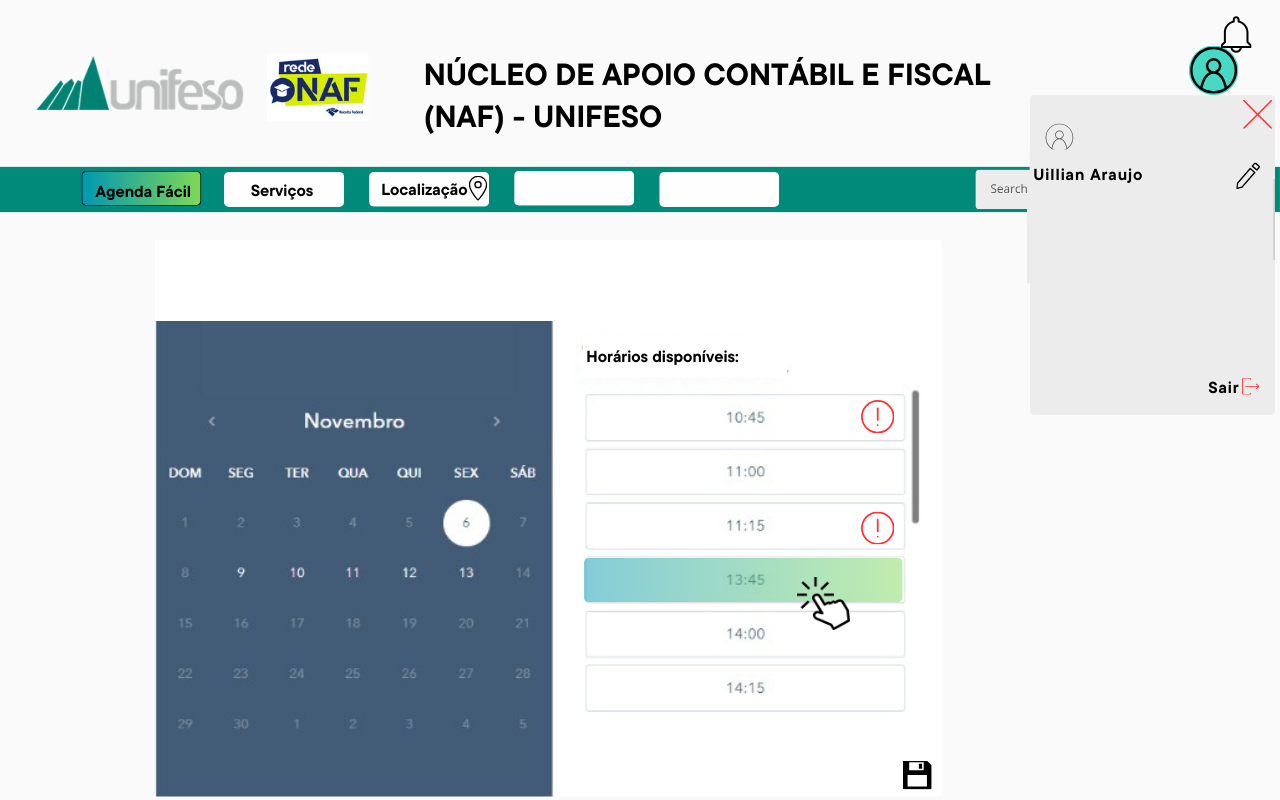 unifeso
rede
NAF
Receita Federal
NÚCLEO DE APOIO CONTÁBIL E FISCAL
(NAF) - UNIFESO
Agenda Fácil
Serviços
Localização
Search
Uillian Araujo
Sair
Novembro
DOM SEG TER QUA QUI SEX SÁB
1 2 3 4 5 6 7
8 9 10 11 12 13 14
15 16 17 18 19 20 21
22 23 24 25 26 27 28
29 30 1 2 3 4 5
Horários disponíveis:
10:45
11:00
11:15
13:45
14:00
14:15